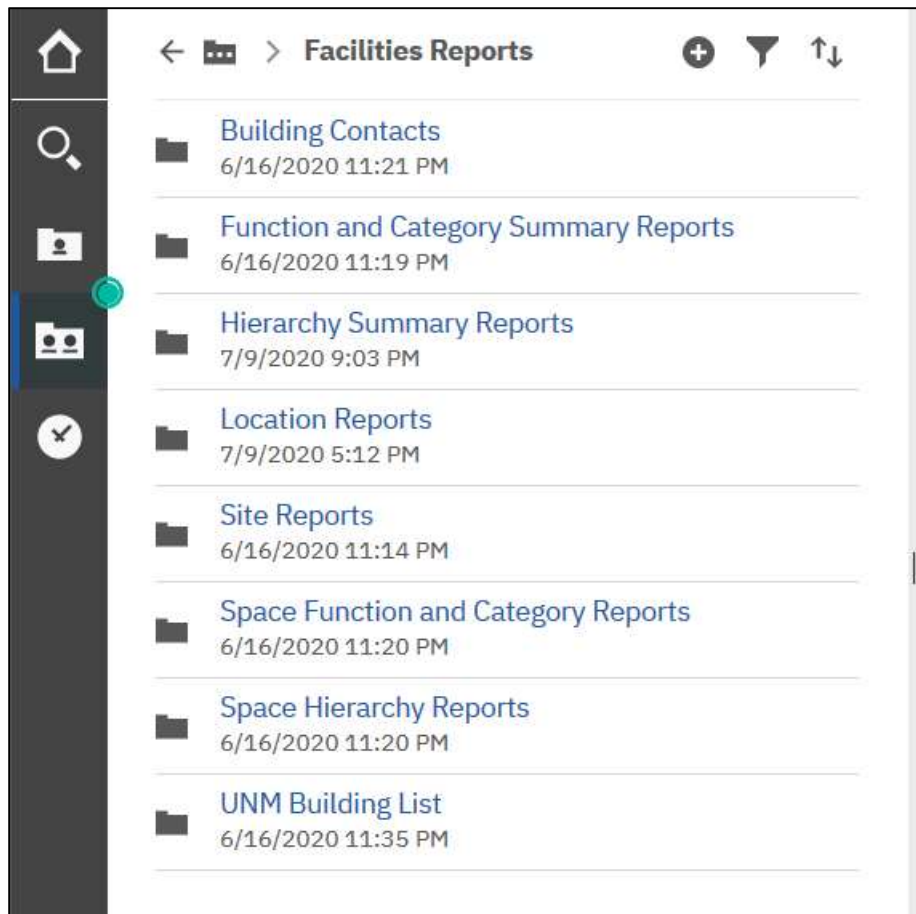 Facilities Reports
Building Contacts
6/16/2020 11:21 PM
Function and Category Summary Reports
6/16/2020 11:19 PM
Hierarchy Summary Reports
7/9/2020 9:03 PM
Location Reports
7/9/2020 5:12 PM
Site Reports
6/16/2020 11:14 PM
Space Function and Category Reports
6/16/2020 11:20 PM
Space Hierarchy Reports
6/16/2020 11:20 PM
UNM Building List
6/16/2020 11:35 PM